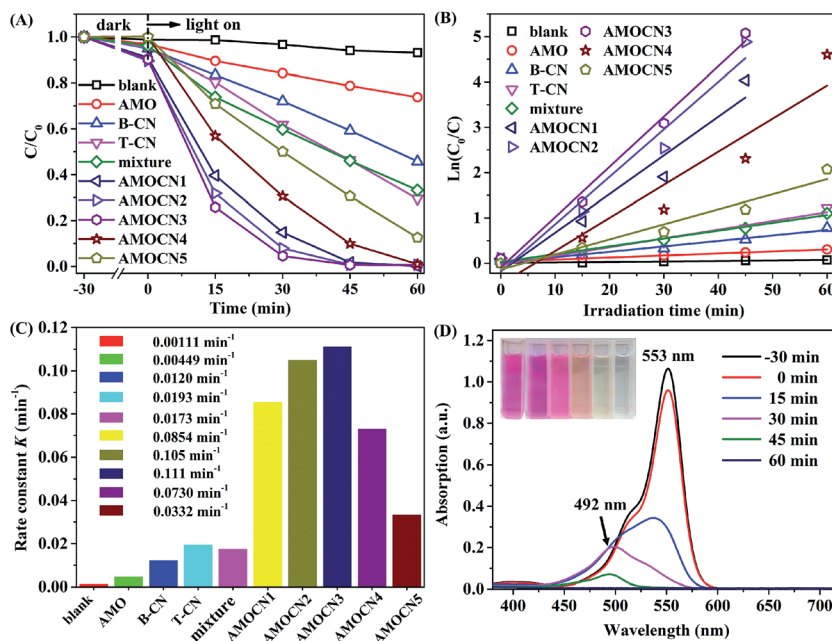 (A)
dark
light on
1.0
0.8
0.6
0.4
0.2
0.0
C/C0
blank
AMO
B-CN
T-CN
mixture
AMOCN1
AMOCN2
AMOCN3
AMOCN4
AMOCN5
-30 0 15 30 45 60
Time (min)
(B)
5
4
3
2
1
0
Ln(C0/C)
blank
AMO
B-CN
T-CN
mixture
AMOCN1
AMOCN2
AMOCN3
AMOCN4
AMOCN5
0 10 20 30 40 50 60
Irradiation time (min)
(C)
0.12
0.10
0.08
0.06
0.04
0.02
0.00
Rate constant K (min-1)
0.00111 min-1
0.00449 min-1
0.0120 min-1
0.0193 min-1
0.0173 min-1
0.0854 min-1
0.105 min-1
0.111 min-1
0.0730 min-1
0.0332 min-1
blank AMO B-CN T-CN mixture AMOCN1 AMOCN2 AMOCN3 AMOCN4 AMOCN5
(D)
1.2
1.0
0.8
0.6
0.4
0.2
0.0
Absorption (a.u.)
553 nm
492 nm
-30 min
0 min
15 min
30 min
45 min
60 min
400 450 500 550 600 650 700
Wavelength (nm)